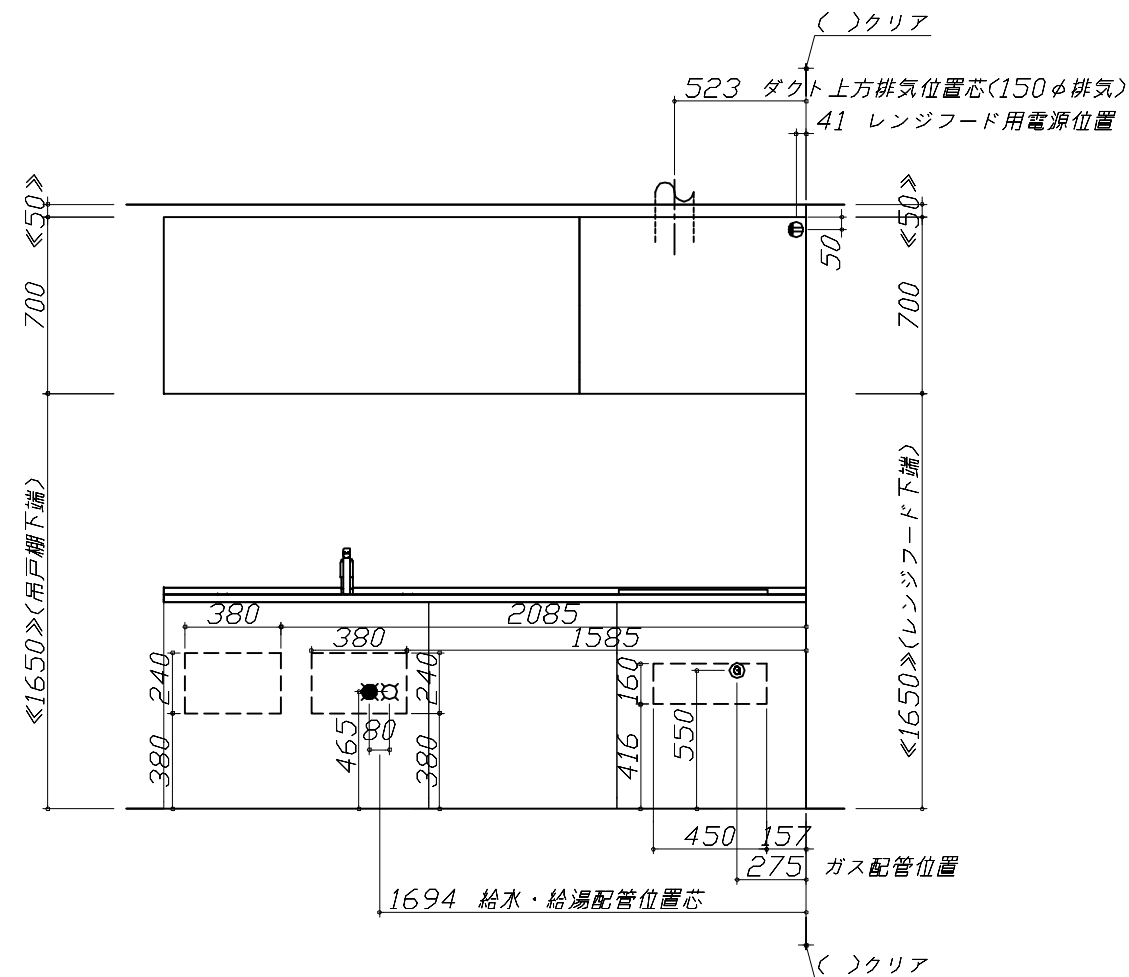 ( )クリア
523 ダクト上方排気位置芯(150φ排気)
41 レンジフード用電源位置
≪50≫
≪50≫
50
700
700
≪1650≫(吊戸棚下端)
≪1650≫(レンジフード下端)
380
2085
380
1585
240
240
160
G
465
80
550
380
380
416
450
157
275 ガス配管位置
1694 給水・給湯配管位置芯
( )クリア